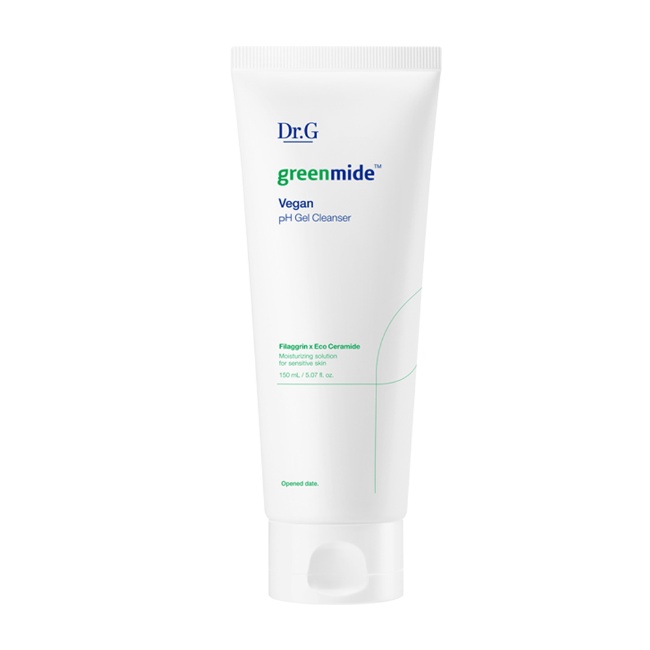 Dr.G
greenmide™
Vegan
pH Gel Cleanser
Filaggrin x Eco Ceramide
Moisturizing solution
for sensitive skin
150 mL / 5.07 fl. oz.
Opened date.